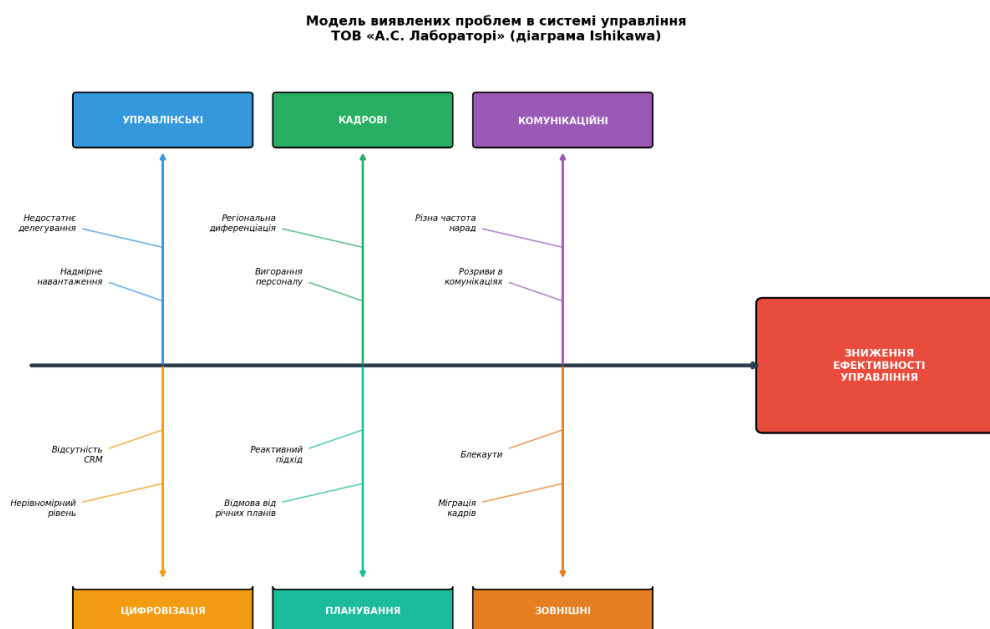 Модель виявлених проблем в системі управління
ТОВ «А.С. Лабораторі» (діаграма Ishikawa)
УПРАВЛІНСЬКІ
КАДРОВІ
КОМУНІКАЦІЙНІ
Недостатнє
делегування
Регіональна
диференціація
Різна частота
нарад
Надмірне
навантаження
Вигорання
персоналу
Розриви в
комунікаціях
ЗНИЖЕННЯ
ЕФЕКТИВНОСТІ
УПРАВЛІННЯ
Відсутність
CRM
Реактивний
підхід
Блекаути
Нерівномірний
рівень
Відмова від
річних планів
Міграція
кадрів
ЦИФРОВІЗАЦІЯ
ПЛАНУВАННЯ
ЗОВНІШНІ